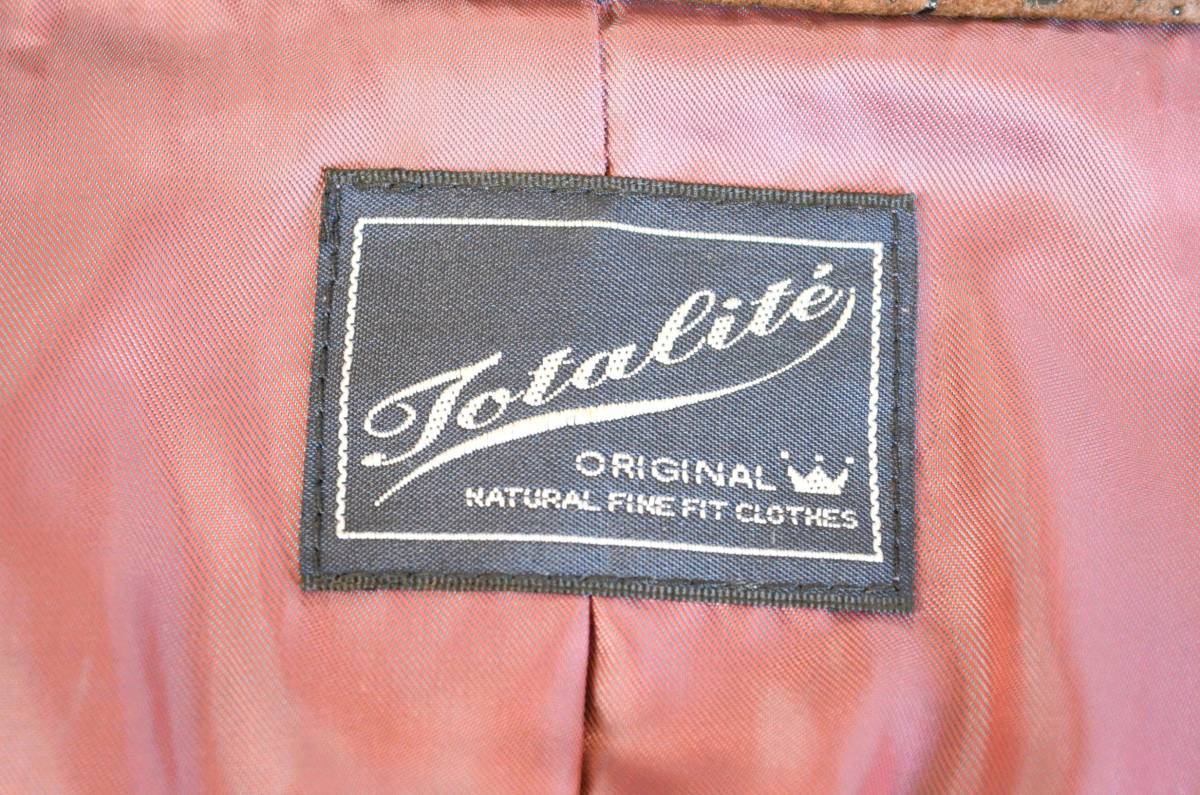 Totalité
ORIGINAL
NATURAL FINE FIT CLOTHES